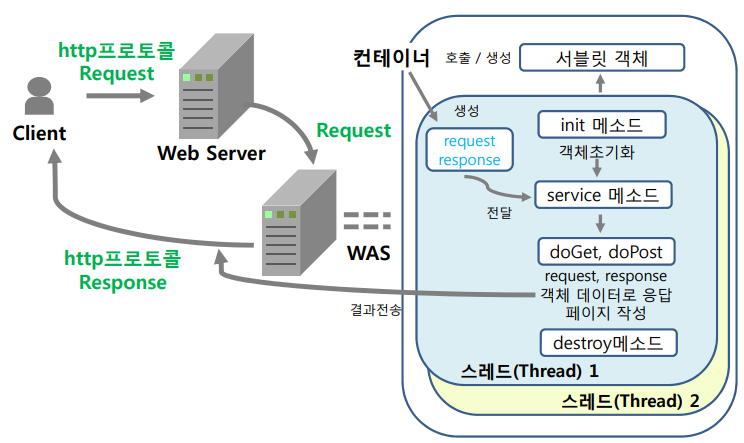 http프로토콜
Request
Client
Web Server
Request
WAS
http프로토콜
Response
결과전송
컨테이너
호출 / 생성
서블릿 객체
생성
request
response
전달
init 메소드
객체초기화
service 메소드
doGet, doPost
request, response
객체 데이터로 응답
페이지 작성
destroy메소드
스레드(Thread) 1
스레드(Thread) 2